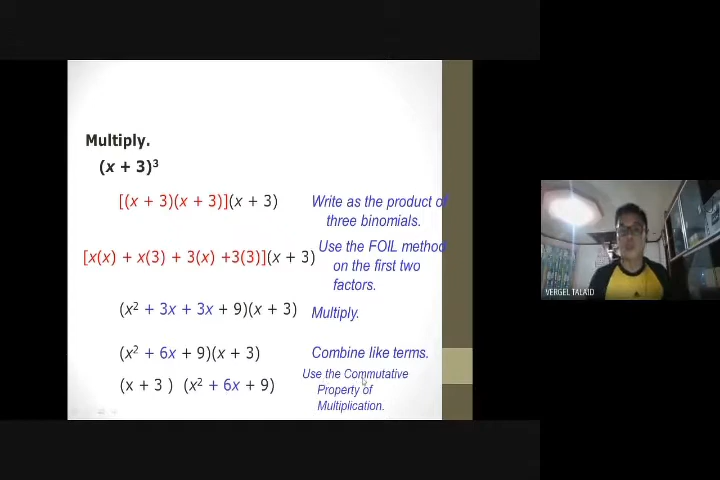 Multiply.
(x + 3)³
[(x + 3)(x + 3)](x + 3)
Write as the product of
three binomials.
[x(x) + x(3) + 3(x) +3(3)](x + 3)
Use the FOIL method
on the first two
factors.
(x² + 3x + 3x + 9)(x + 3)
Multiply.
(x² + 6x + 9)(x + 3)
Combine like terms.
(x + 3 ) (x² + 6x + 9)
Use the Commutative
Property of
Multiplication.
VERGEL TALAID